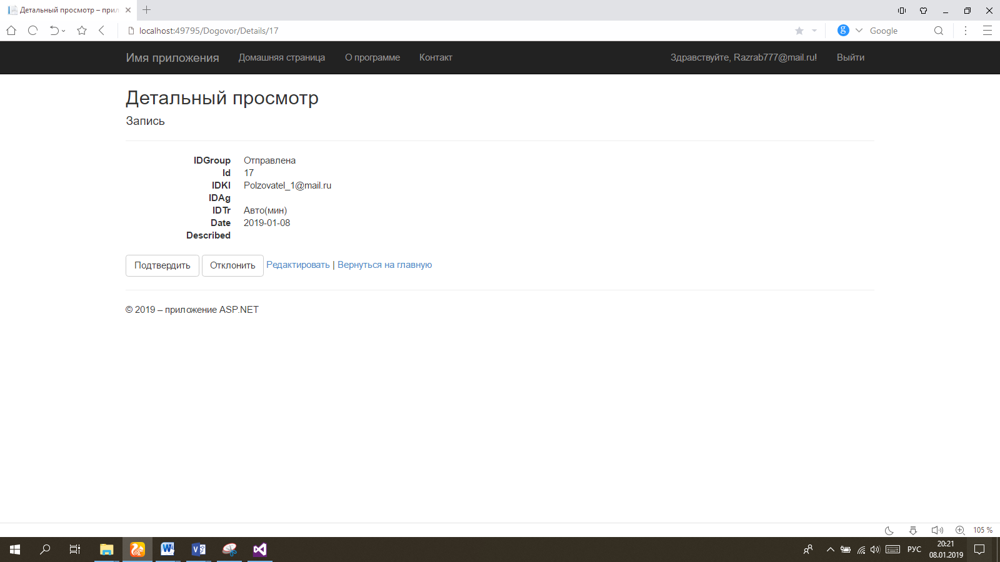 Детальный просмотр – прил
localhost:49795/Dogovor/Details/17
Google
Имя приложения Домашняя страница О программе Контакт Здравствуйте, Razrab777@mail.ru! Выйти
Детальный просмотр
Запись
IDGroup Отправлена
Id 17
IDKl Polzovatel_1@mail.ru
IDAg
IDTr Авто(мин)
Date 2019-01-08
Described
Подтвердить Отклонить Редактировать | Вернуться на главную
© 2019 – приложение ASP.NET
105 %
РУС
20:21
08.01.2019